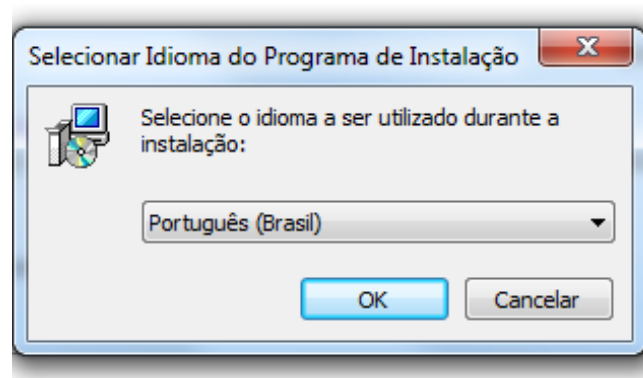 Selecionar Idioma do Programa de Instalação
Selecione o idioma a ser utilizado durante a
instalação:
Português (Brasil)
OK
Cancelar